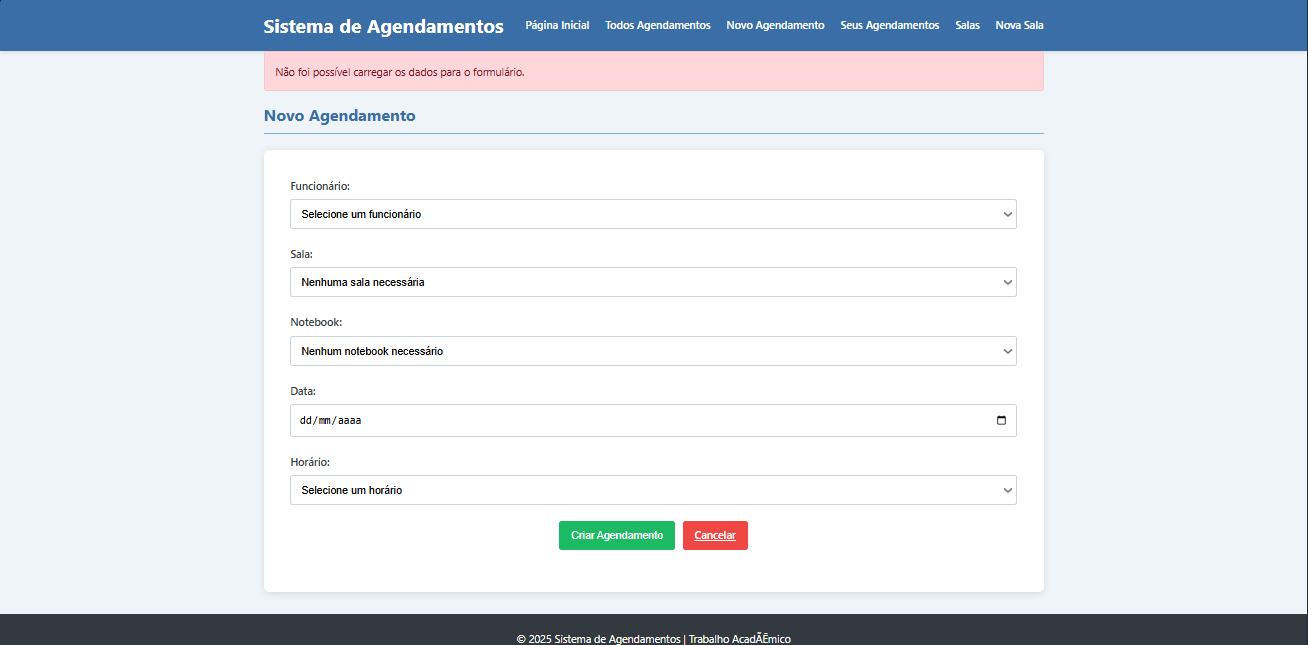 Sistema de Agendamentos Página Inicial Todos Agendamentos Novo Agendamento Seus Agendamentos Salas Nova Sala
Não foi possível carregar os dados para o formulário.
Novo Agendamento
Funcionário:
Selecione um funcionário
Sala:
Nenhuma sala necessária
Notebook:
Nenhum notebook necessário
Data:
dd/mm/aaaa
Horário:
Selecione um horário
Criar Agendamento Cancelar
© 2025 Sistema de Agendamentos | Trabalho AcadÃÊmico